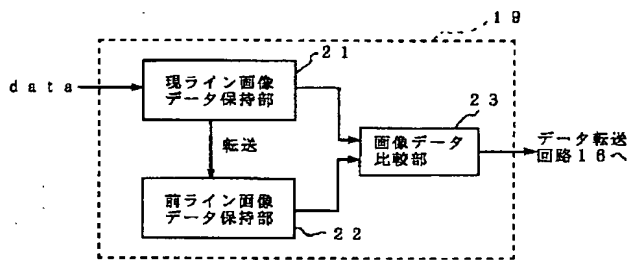 19
21
data
現ライン画像
データ保持部
転送
23
画像データ
比較部
データ転送
回路16へ
前ライン画像
データ保持部
22